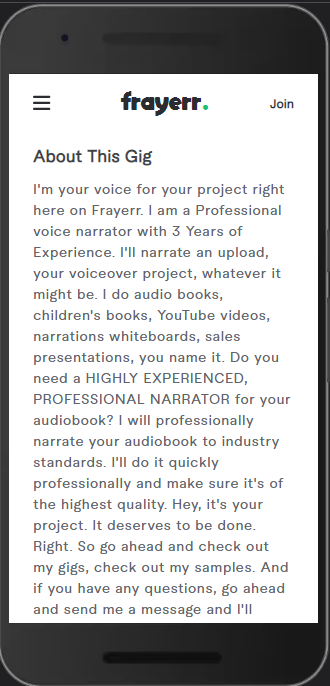 frayerr.
Join
About This Gig
I'm your voice for your project right
here on Frayerr. I am a Professional
voice narrator with 3 Years of
Experience. I'll narrate an upload,
your voiceover project, whatever it
might be. I do audio books,
children's books, YouTube videos,
narrations whiteboards, sales
presentations, you name it. Do you
need a HIGHLY EXPERIENCED,
PROFESSIONAL NARRATOR for your
audiobook? I will professionally
narrate your audiobook to industry
standards. I'll do it quickly
professionally and make sure it's of
the highest quality. Hey, it's your
project. It deserves to be done.
Right. So go ahead and check out
my gigs, check out my samples. And
if you have any questions, go ahead
and send me a message and I'll